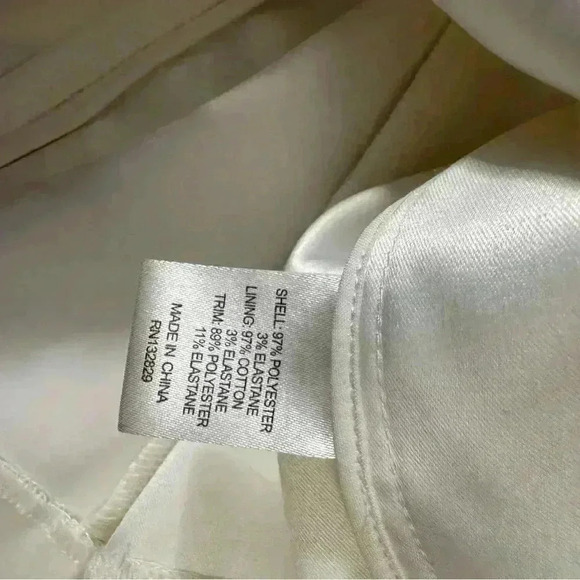 SHELL: 97% POLYESTER
3% ELASTANE
LINING: 97% COTTON
3% ELASTANE
TRIM: 89% POLYESTER
11% ELASTANE
MADE IN CHINA
RN132829